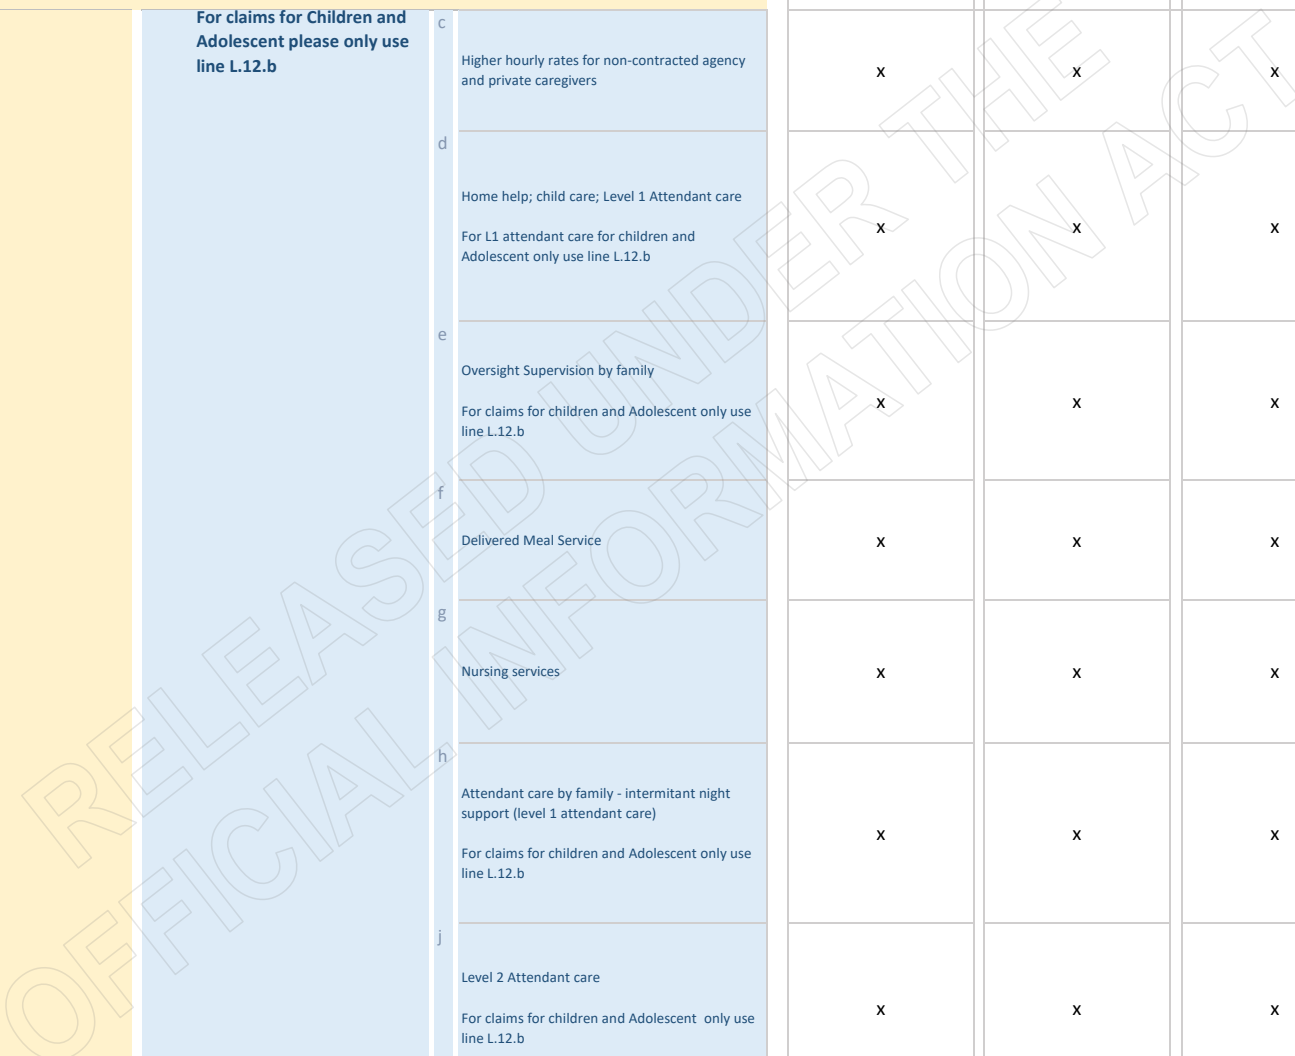 For claims for Children and
Adolescent please only use
line L.12.b
c
Higher hourly rates for non-contracted agency
and private caregivers
x x x
d
Home help; child care; Level 1 Attendant care
For L1 attendant care for children and
Adolescent only use line L.12.b
x x x
e
Oversight Supervision by family
For claims for children and Adolescent only use
line L.12.b
x x x
f
Delivered Meal Service
x x x
g
Nursing services
x x x
h
Attendant care by family - intermitant night
support (level 1 attendant care)
For claims for children and Adolescent only use
line L.12.b
x x x
j
Level 2 Attendant care
For claims for children and Adolescent  only use
line L.12.b
x x x
RELEASED UNDER THE
OFFICIAL INFORMATION ACT